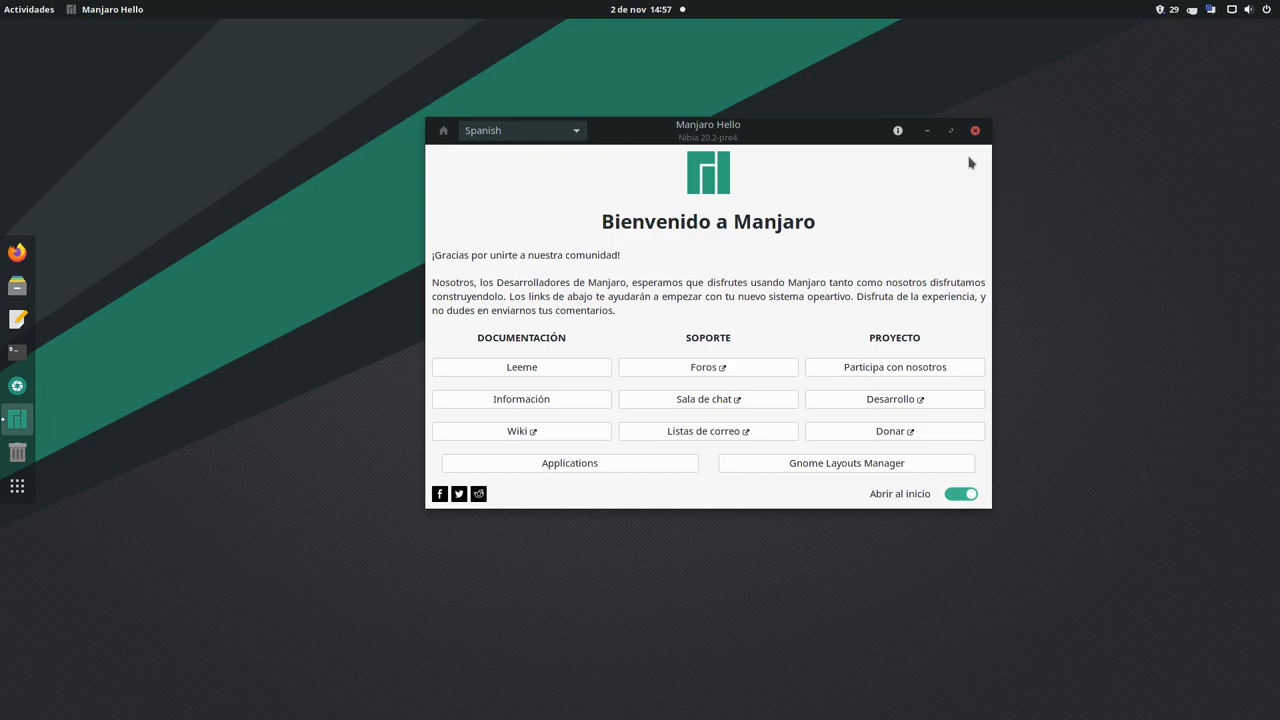 Actividades Manjaro Hello 2 de nov 14:57 29
Spanish Manjaro Hello
Nibia 20.2-pre4
Bienvenido a Manjaro
¡Gracias por unirte a nuestra comunidad!
Nosotros, los Desarrolladores de Manjaro, esperamos que disfrutes usando Manjaro tanto como nosotros disfrutamos
construyendolo. Los links de abajo te ayudarán a empezar con tu nuevo sistema opeartivo. Disfruta de la experiencia, y
no dudes en enviarnos tus comentarios.
DOCUMENTACIÓN SOPORTE PROYECTO
Leeme Foros Participa con nosotros
Información Sala de chat Desarrollo
Wiki Listas de correo Donar
Applications Gnome Layouts Manager
Abrir al inicio